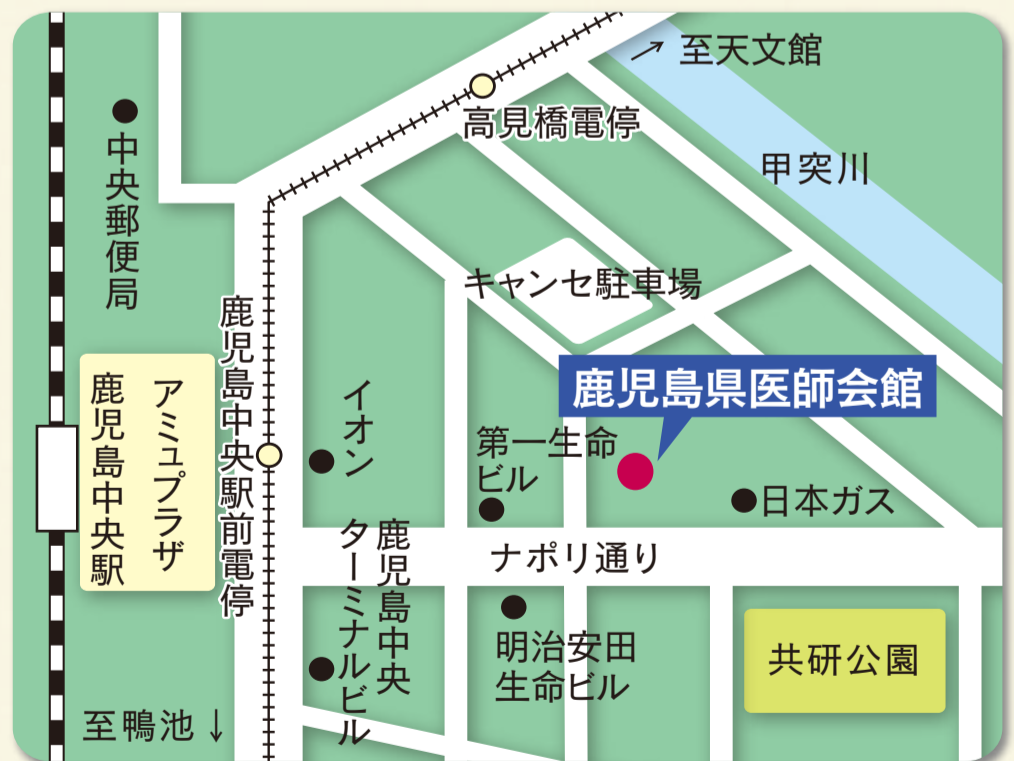 ↗至天文館
高見橋電停
甲突川
中央郵便局
キャンセ駐車場
鹿児島中央駅前電停
鹿児島県医師会館
アミュプラザ
鹿児島中央駅
イオン
第一生命
ビル
日本ガス
ナポリ通り
鹿児島中央
ターミナルビル
明治安田
生命ビル
共研公園
至鴨池↓